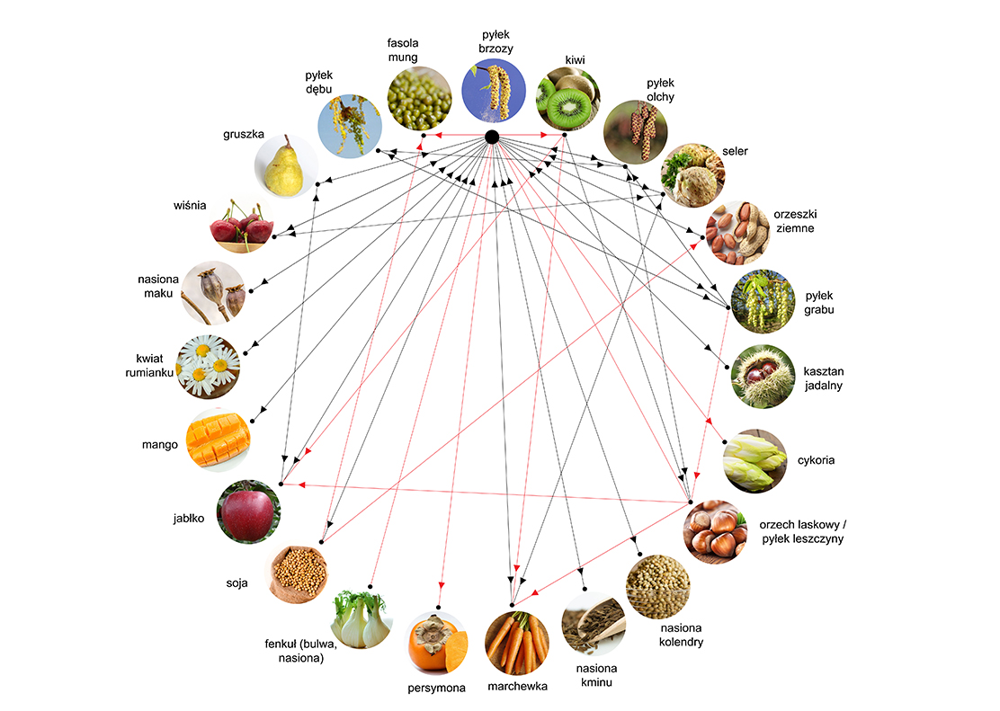 pyłek
brzozy
kiwi
pyłek
olchy
seler
orzeszki
ziemne
pyłek
grabu
kasztan
jadalny
cykoria
orzech laskowy /
pyłek leszczyny
nasiona
kolendry
nasiona
kminu
marchewka
persymona
fenkuł (bulwa,
nasiona)
soja
jabłko
mango
kwiat
rumianku
nasiona
maku
wiśnia
gruszka
pyłek
dębu
fasola
mung